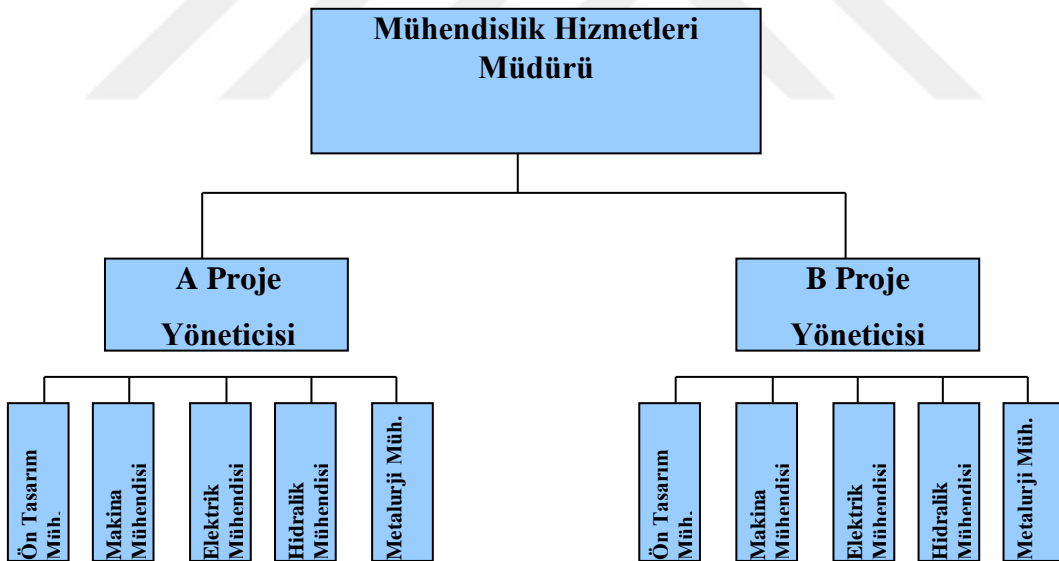 Mühendislik Hizmetleri
Müdürü
A Proje
Yöneticisi
B Proje
Yöneticisi
Ön Tasarım
Müh.
Makina
Mühendisi
Elektrik
Mühendisi
Hidralik
Mühendisi
Metalurji Müh.
Ön Tasarım
Müh.
Makina
Mühendisi
Elektrik
Mühendisi
Hidralik
Mühendisi
Metalurji Müh.